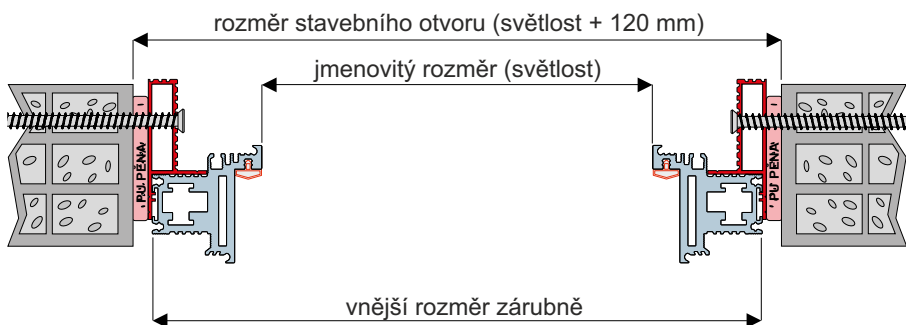 rozměr stavebního otvoru (světlost + 120 mm)
jmenovitý rozměr (světlost)
PU PĚNA
PU PĚNA
vnější rozměr zárubně